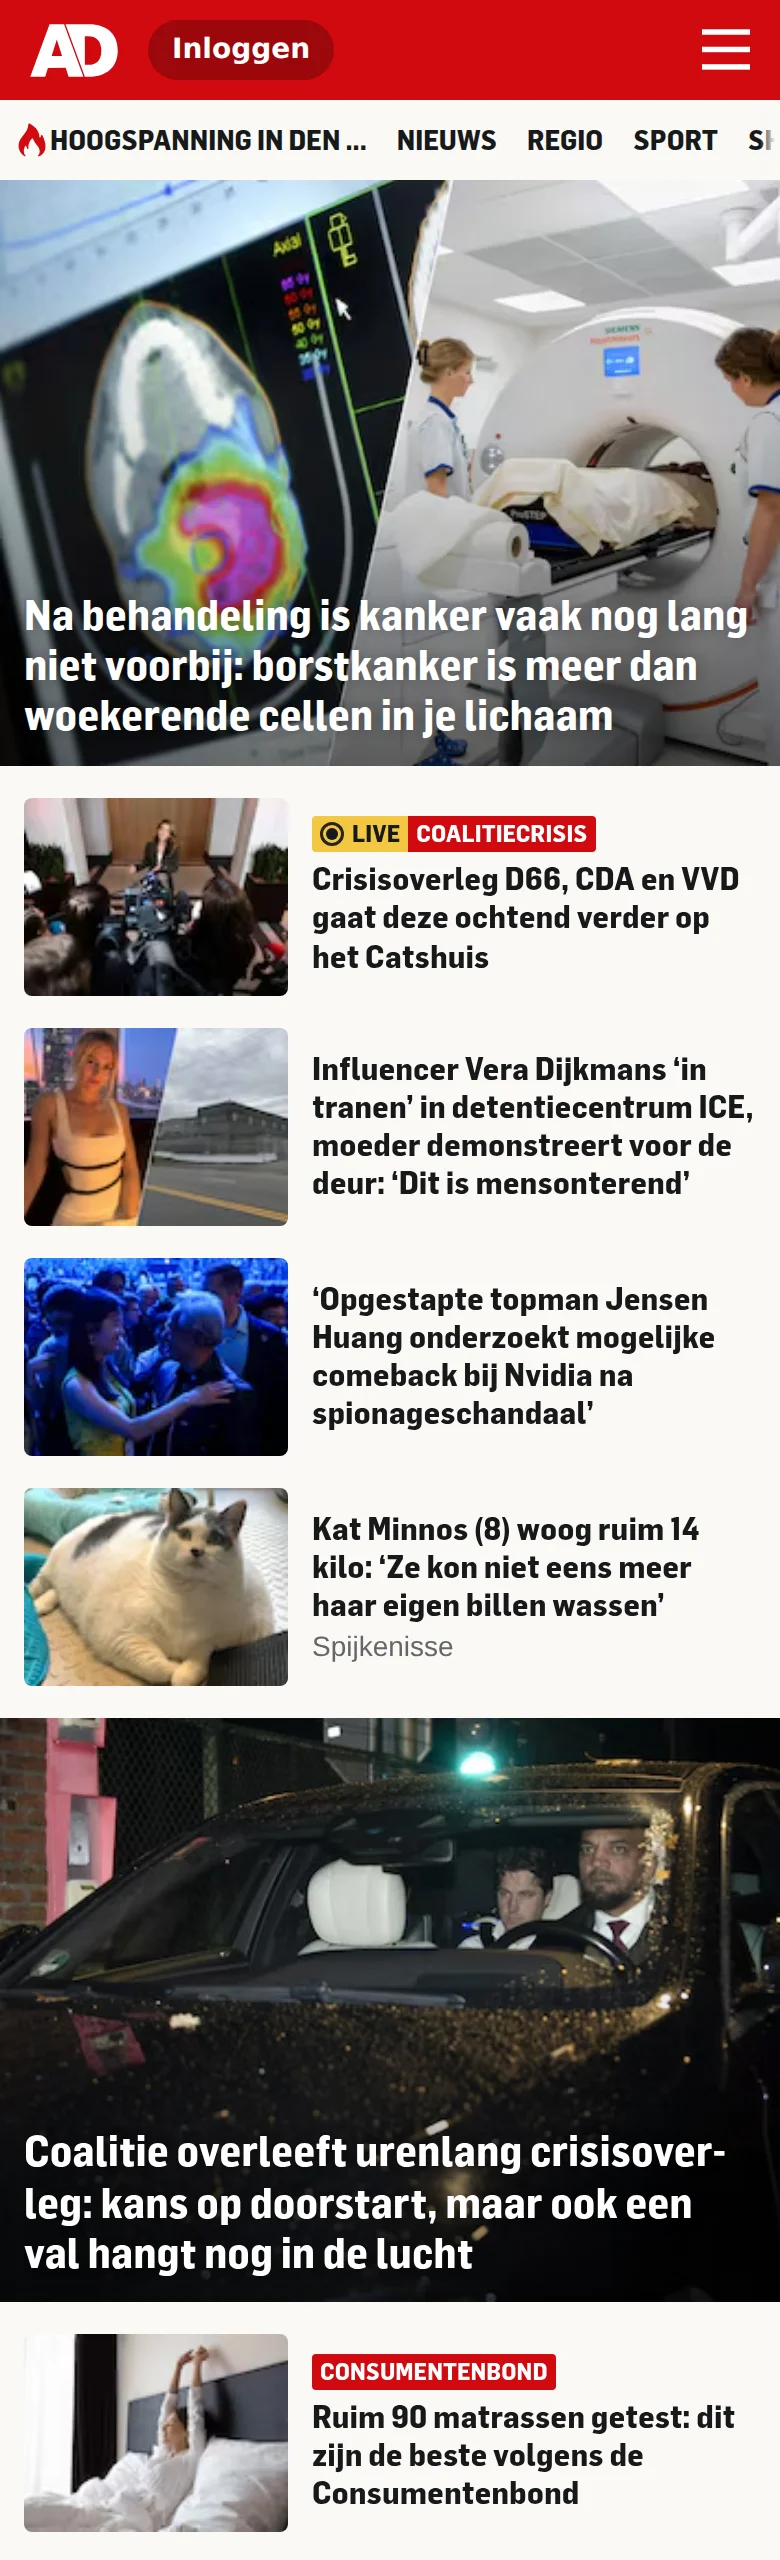 AD
Inloggen
HOOGSPANNING IN DEN ...
NIEUWS
REGIO
SPORT
Axial
SIEMENS
Na behandeling is kanker vaak nog lang
niet voorbij: borstkanker is meer dan
woekerende cellen in je lichaam
LIVE COALITIECRISIS
Crisisoverleg D66, CDA en VVD
gaat deze ochtend verder op
het Catshuis
Influencer Vera Dijkmans ‘in
tranen’ in detentiecentrum ICE,
moeder demonstreert voor de
deur: ‘Dit is mensonterend’
‘Opgestapte topman Jensen
Huang onderzoekt mogelijke
comeback bij Nvidia na
spionageschandaal’
Kat Minnos (8) woog ruim 14
kilo: ‘Ze kon niet eens meer
haar eigen billen wassen’
Spijkenisse
Coalitie overleeft urenlang crisisover-
leg: kans op doorstart, maar ook een
val hangt nog in de lucht
CONSUMENTENBOND
Ruim 90 matrassen getest: dit
zijn de beste volgens de
Consumentenbond